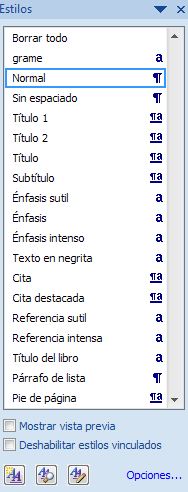 Estilos
Borrar todo
grame a
Normal ¶
Sin espaciado ¶
Título 1 ¶a
Título 2 ¶a
Título ¶a
Subtítulo ¶a
Énfasis sutil a
Énfasis a
Énfasis intenso a
Texto en negrita a
Cita ¶a
Cita destacada ¶a
Referencia sutil a
Referencia intensa a
Título del libro a
Párrafo de lista ¶
Pie de página ¶a
Mostrar vista previa
Deshabilitar estilos vinculados
Opciones...